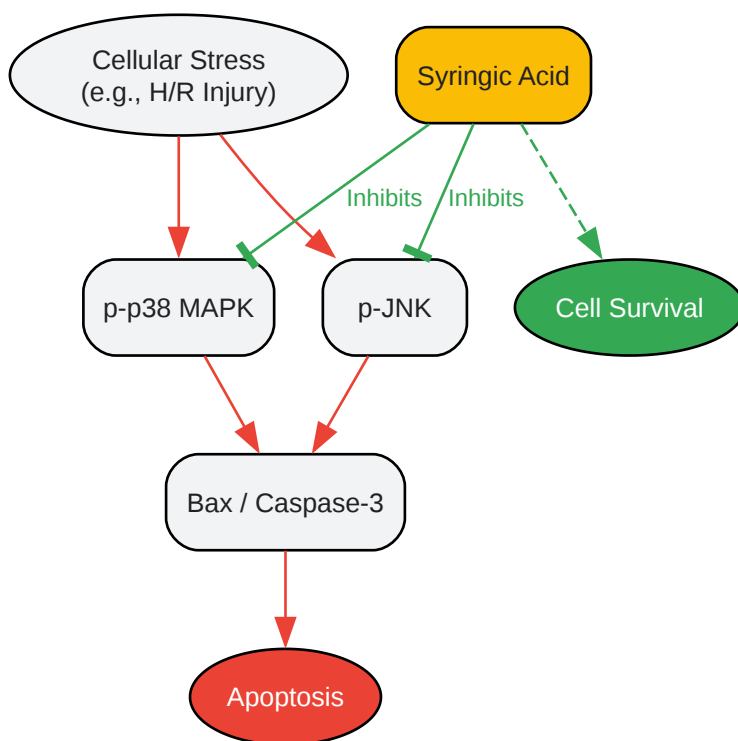 Cellular Stress
(e.g., H/R Injury)
Syringic Acid
Inhibits
Inhibits
p-p38 MAPK
p-JNK
Cell Survival
Bax / Caspase-3
Apoptosis